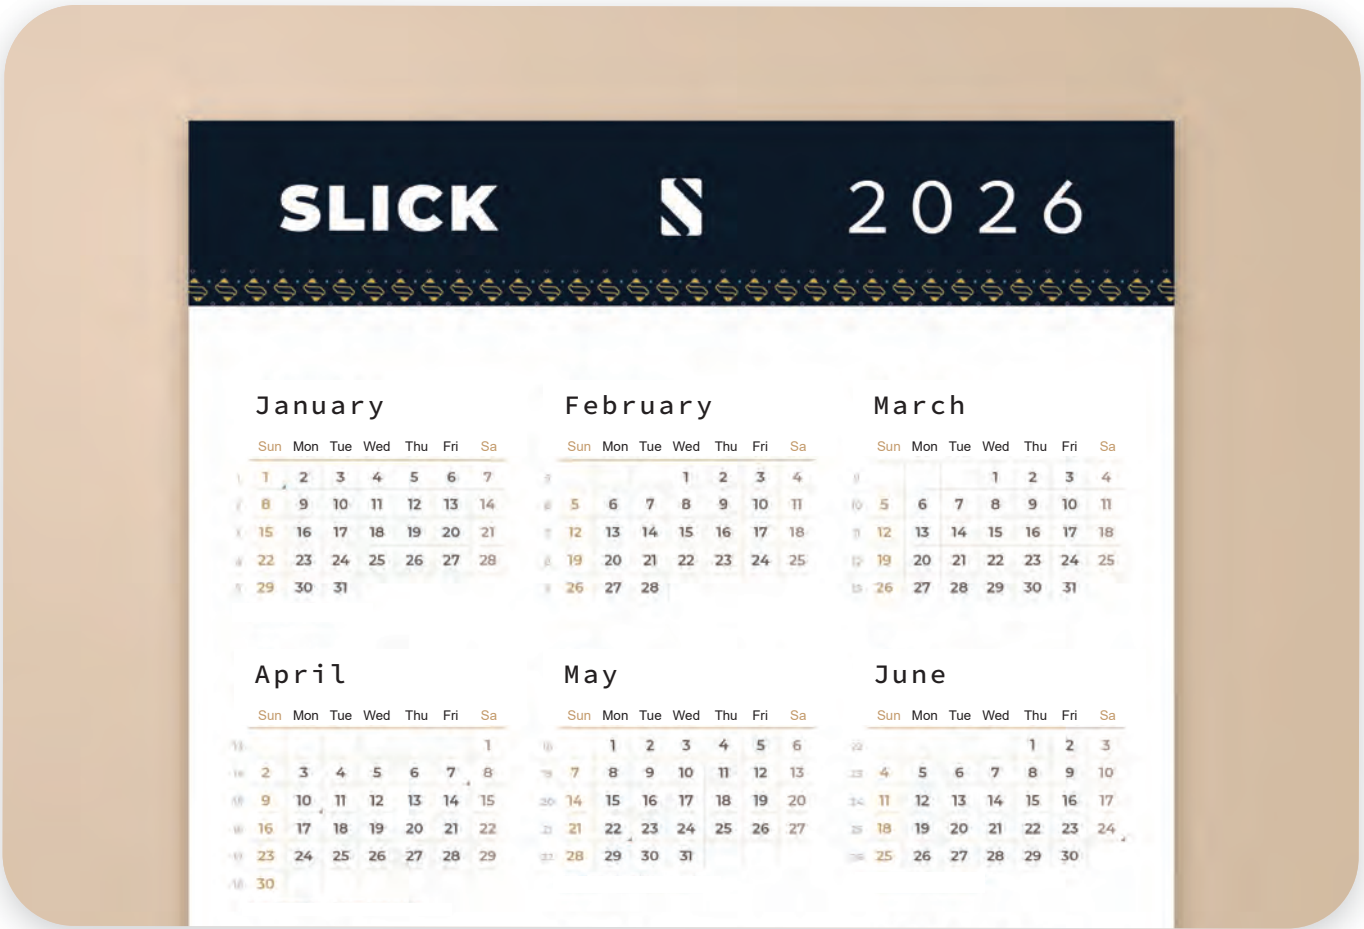 SLICK 2026
January February March
Sun Mon Tue Wed Thu Fri Sa Sun Mon Tue Wed Thu Fri Sa Sun Mon Tue Wed Thu Fri Sa
1 2 3 4 5 6 7 1 2 3 4 1 2 3 4
8 9 10 11 12 13 14 5 6 7 8 9 10 11 5 6 7 8 9 10 11
15 16 17 18 19 20 21 12 13 14 15 16 17 18 12 13 14 15 16 17 18
22 23 24 25 26 27 28 19 20 21 22 23 24 25 19 20 21 22 23 24 25
29 30 31 26 27 28 26 27 28 29 30 31
April May June
Sun Mon Tue Wed Thu Fri Sa Sun Mon Tue Wed Thu Fri Sa Sun Mon Tue Wed Thu Fri Sa
1 1 2 3 4 5 6 1 2 3
2 3 4 5 6 7 8 7 8 9 10 11 12 13 4 5 6 7 8 9 10
9 10 11 12 13 14 15 14 15 16 17 18 19 20 11 12 13 14 15 16 17
16 17 18 19 20 21 22 21 22 23 24 25 26 27 18 19 20 21 22 23 24
23 24 25 26 27 28 29 28 29 30 31 25 26 27 28 29 30
30